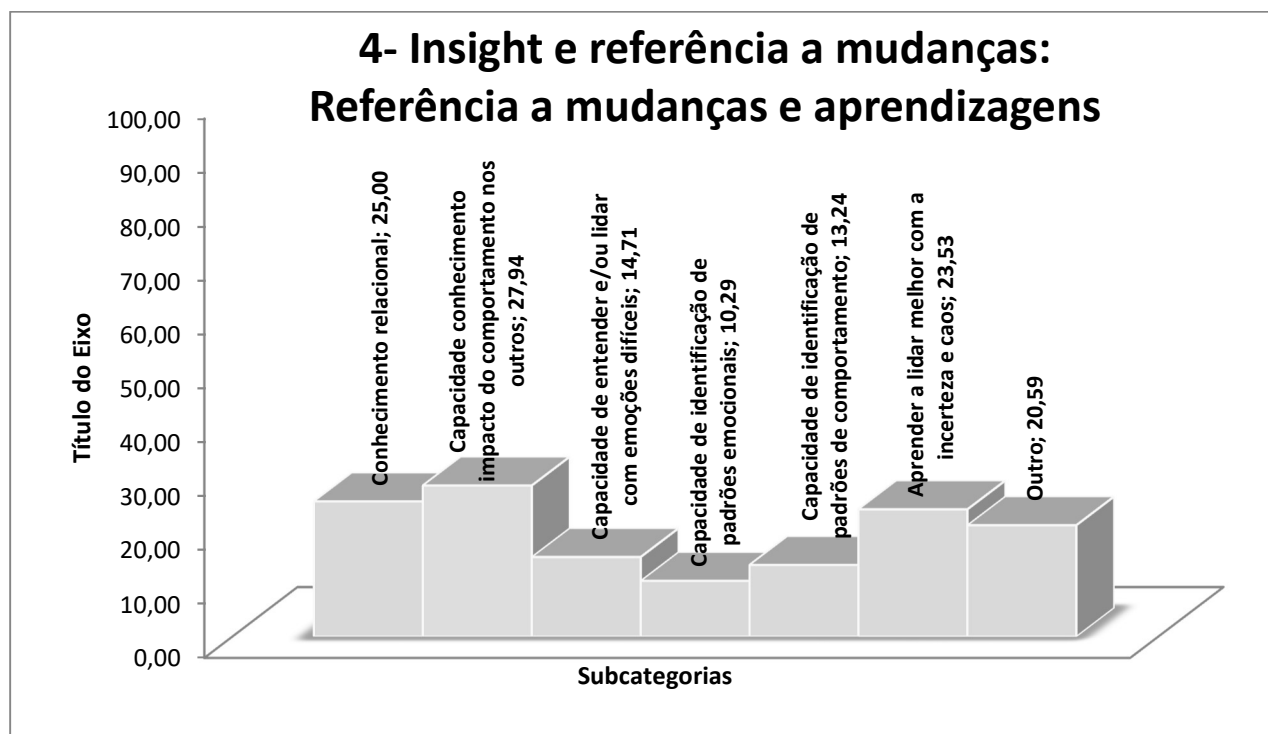 4- Insight e referência a mudanças:
Referência a mudanças e aprendizagens
Título do Eixo
100,00
90,00
80,00
70,00
60,00
50,00
40,00
30,00
20,00
10,00
0,00
Conhecimento relacional; 25,00
Capacidade conhecimento
impacto do comportamento nos
outros; 27,94
Capacidade de entender e/ou lidar
com emoções difíceis; 14,71
Capacidade de identificação de
padrões emocionais; 10,29
Capacidade de identificação de
padrões de comportamento; 13,24
Aprender a lidar melhor com a
incerteza e caos; 23,53
Outro; 20,59
Subcategorias